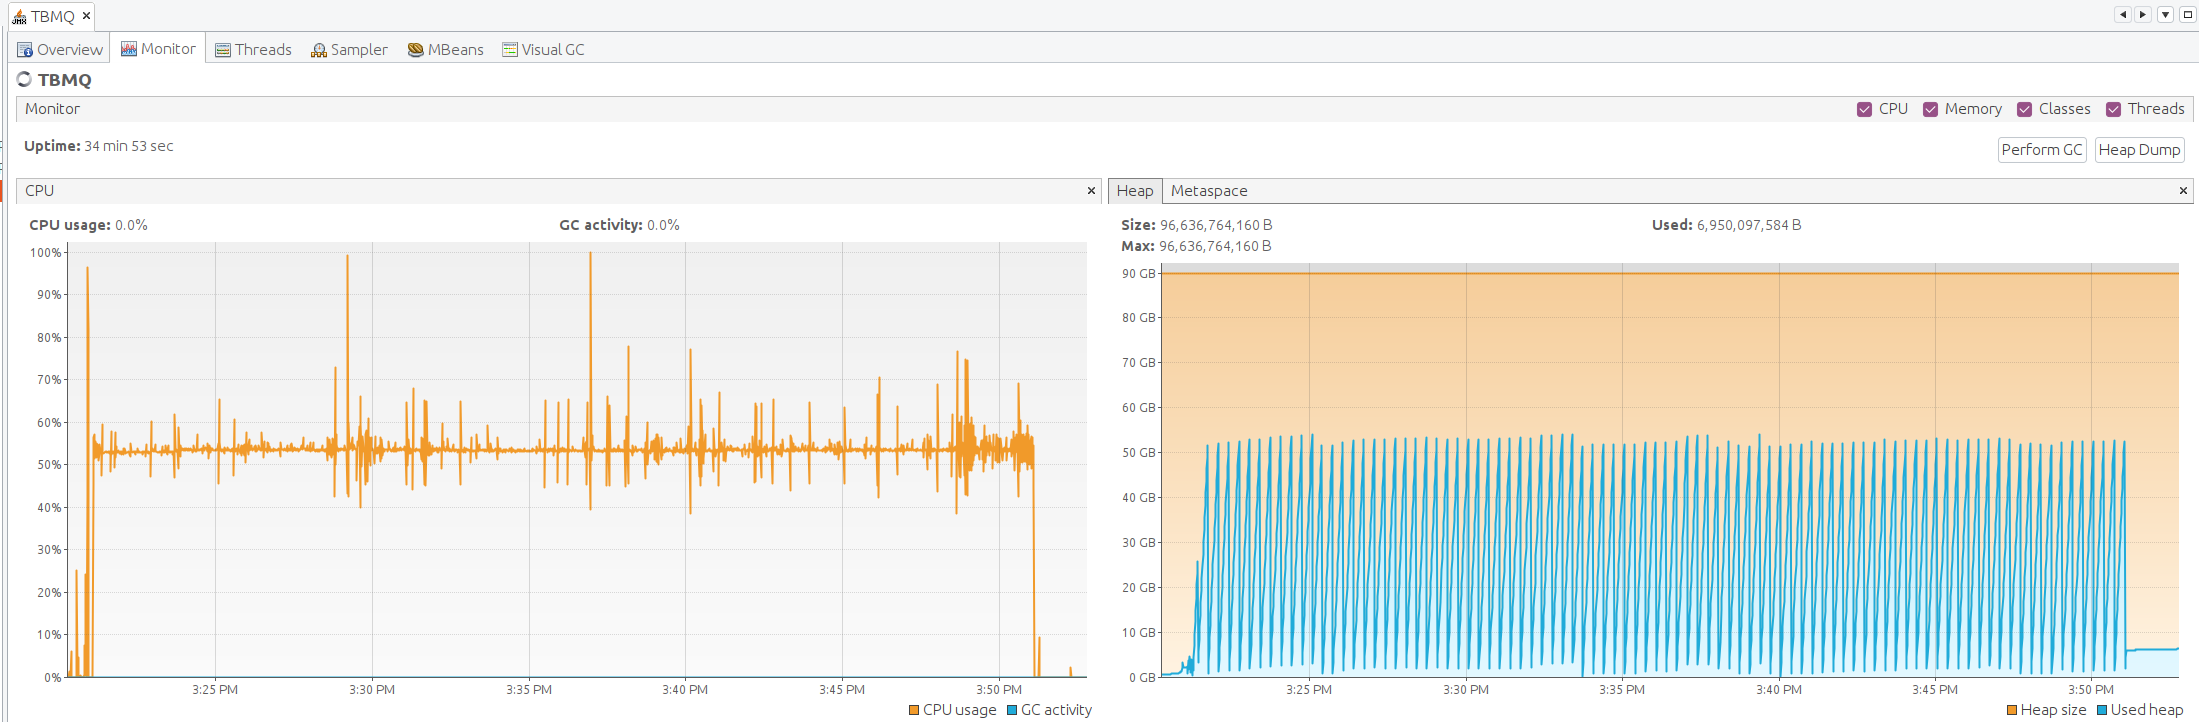 TBMQ
Overview Monitor Threads Sampler MBeans Visual GC
TBMQ
Monitor CPU Memory Classes Threads
Uptime: 34 min 53 sec Perform GC Heap Dump
CPU
CPU usage: 0.0% GC activity: 0.0%
100%
90%
80%
70%
60%
50%
40%
30%
20%
10%
0%
3:25 PM 3:30 PM 3:35 PM 3:40 PM 3:45 PM 3:50 PM
CPU usage GC activity
Heap Metaspace
Size: 96,636,764,160 B Used: 6,950,097,584 B
Max: 96,636,764,160 B
90 GB
80 GB
70 GB
60 GB
50 GB
40 GB
30 GB
20 GB
10 GB
0 GB
3:25 PM 3:30 PM 3:35 PM 3:40 PM 3:45 PM 3:50 PM
Heap size Used heap